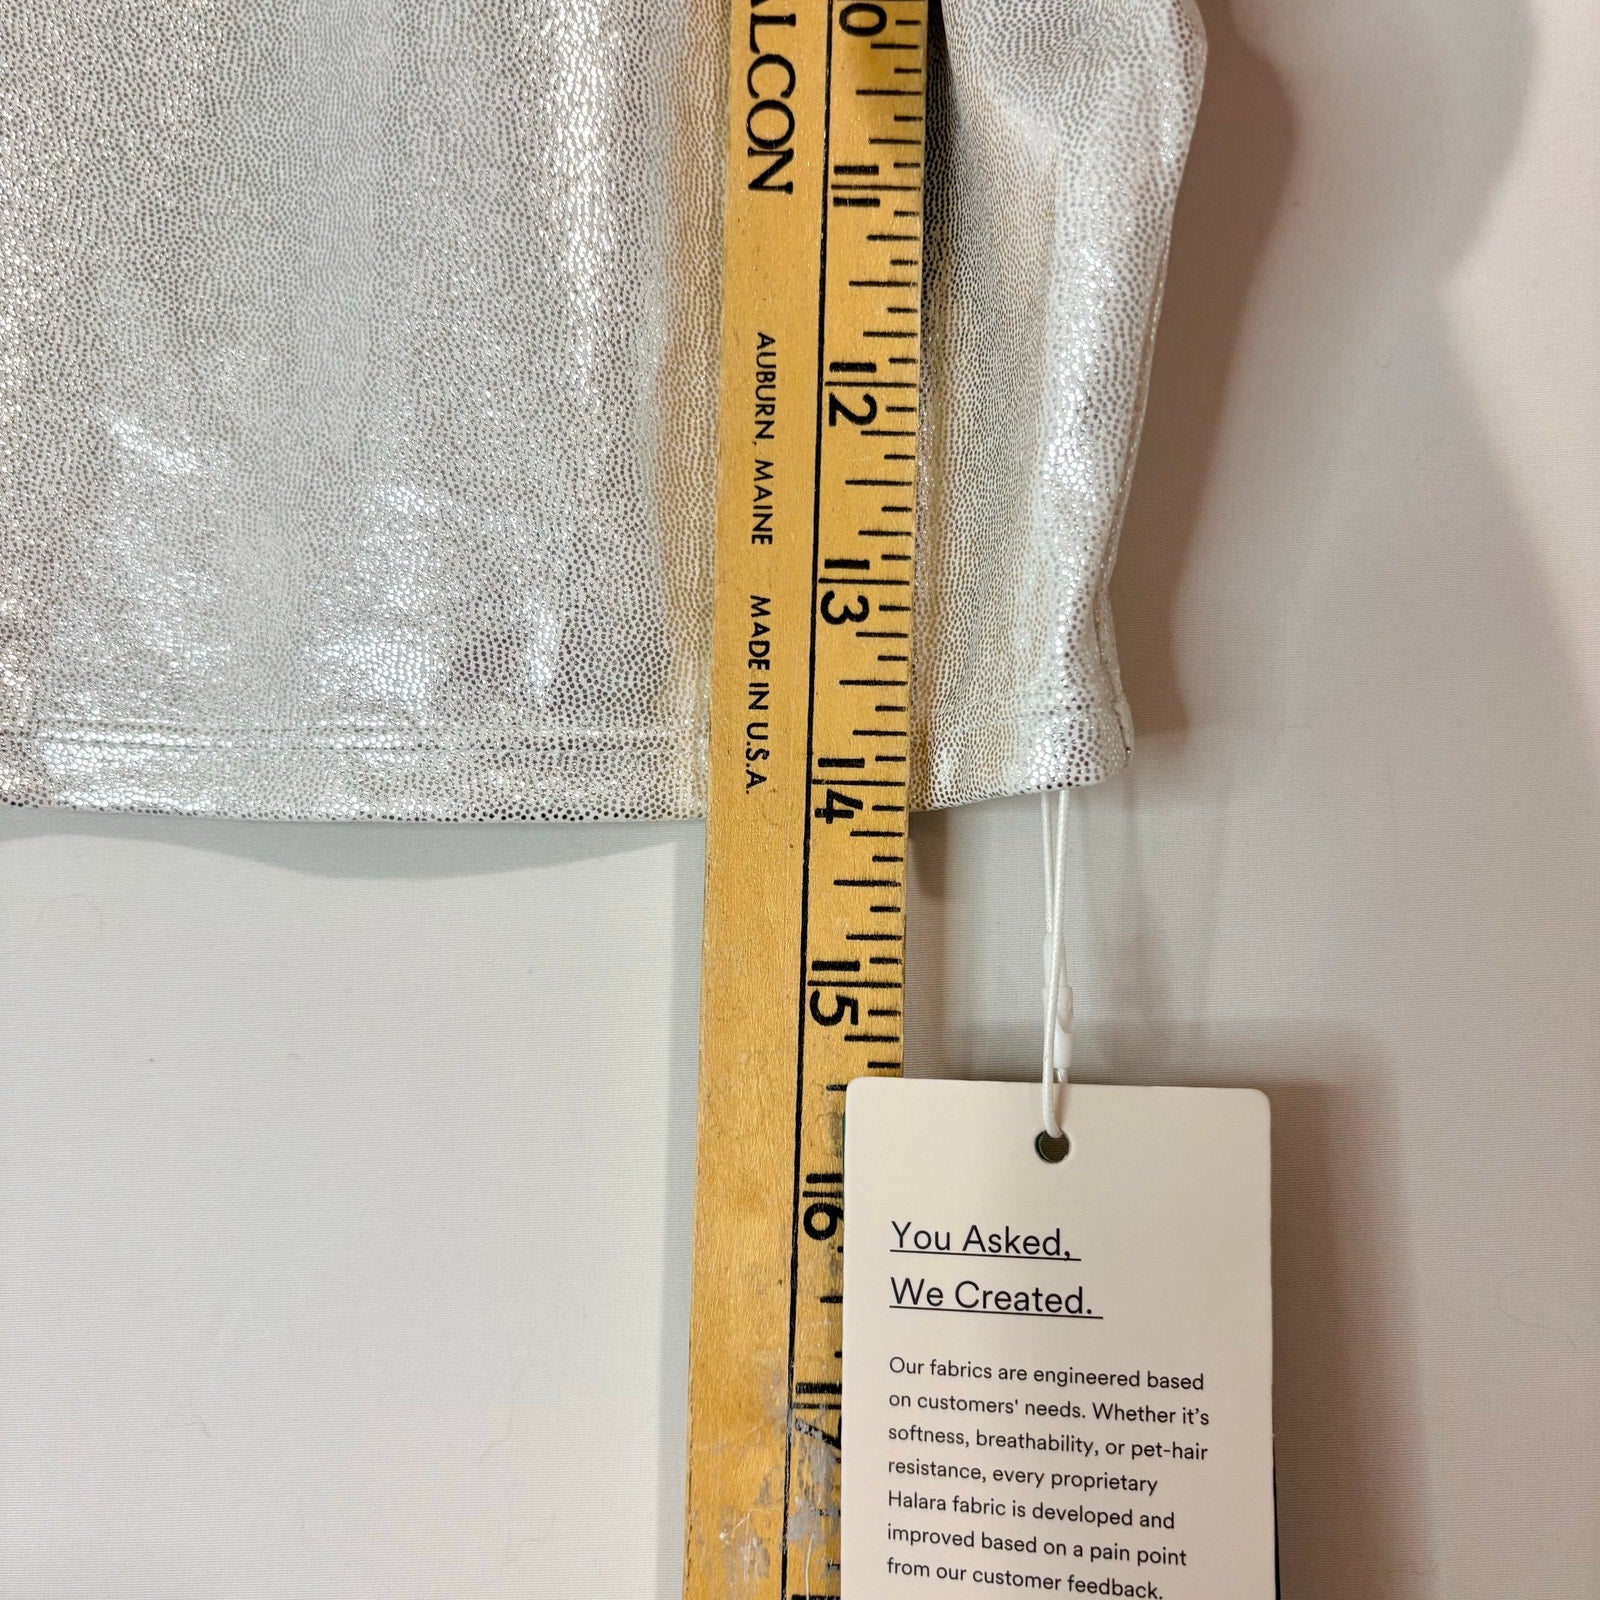 ALCON
AUBURN, MAINE MADE IN U.S.A.
0
11
12
13
14
15
16
17
You Asked,
We Created.
Our fabrics are engineered based
on customers' needs. Whether it's
softness, breathability, or pet-hair
resistance, every proprietary
Halara fabric is developed and
improved based on a pain point
from our customer feedback.